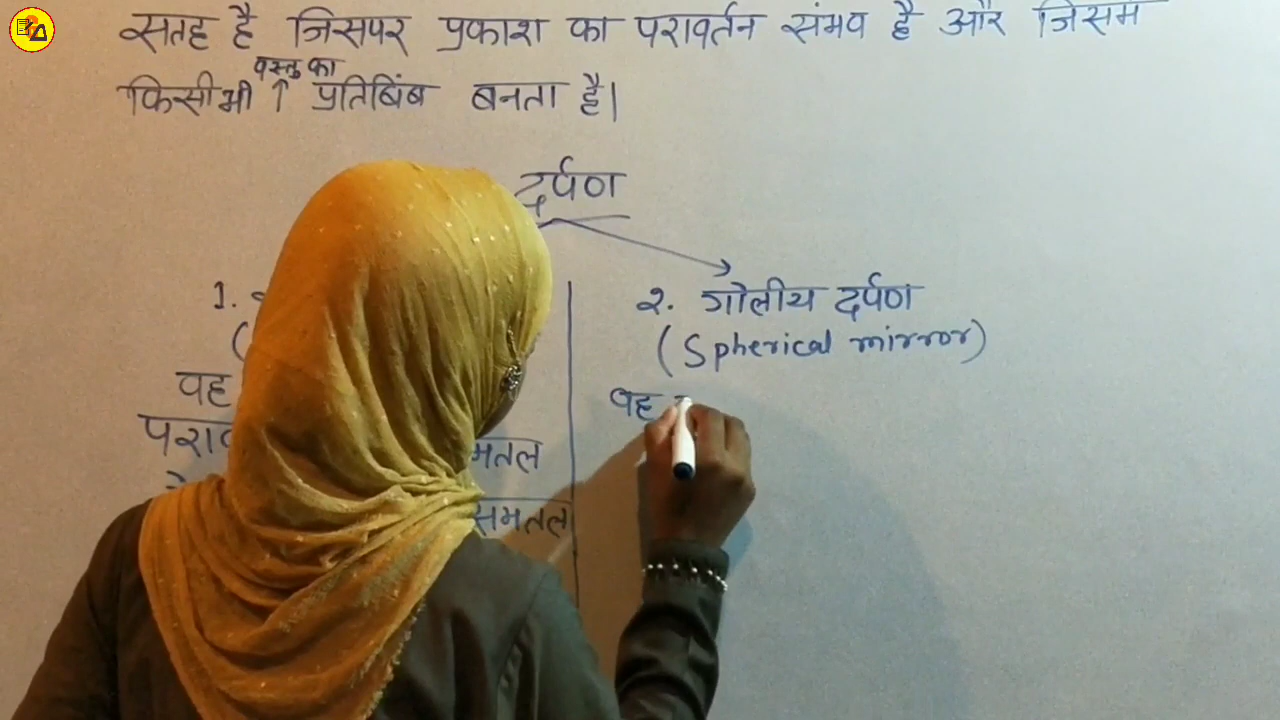 सतह है जिसपर प्रकाश का परावर्तन संभव है और जिसम
वस्तु का
किसीभी ↑ प्रतिबिंब बनता है।
दर्पण
1.
(
वह
पराव
मतल
समतल
२. गोलीय दर्पण
(Spherical mirror)
वह